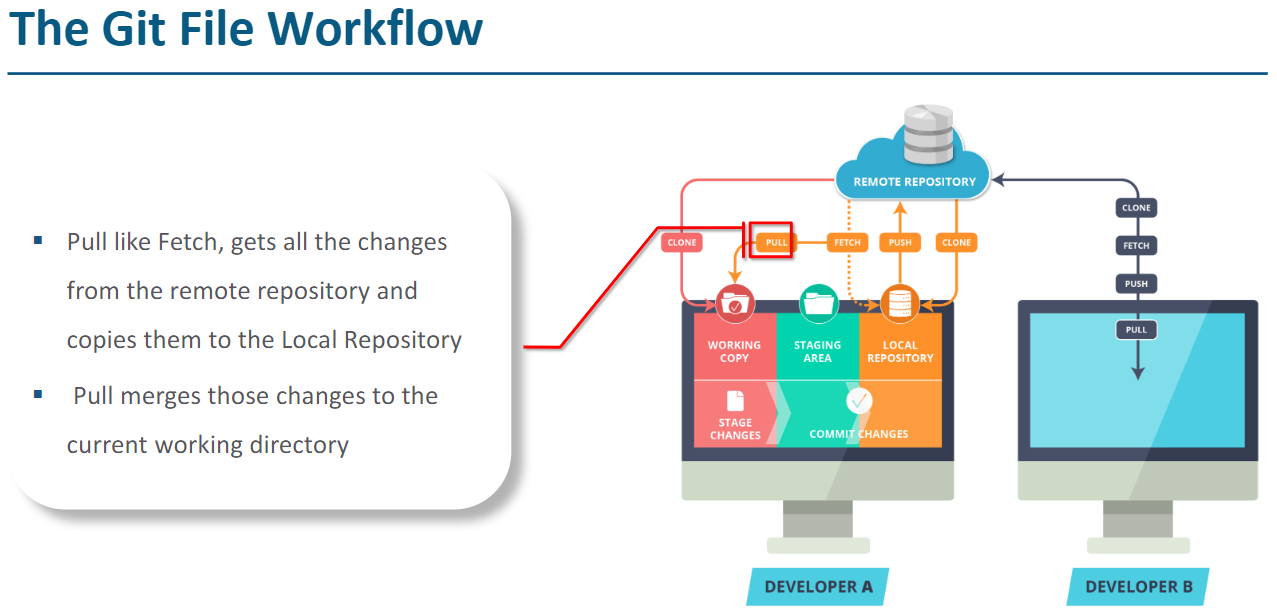 The Git File Workflow
Pull like Fetch, gets all the changes
from the remote repository and
copies them to the Local Repository
Pull merges those changes to the
current working directory
REMOTE REPOSITORY
CLONE
PULL
FETCH
PUSH
CLONE
WORKING
COPY
STAGING
AREA
LOCAL
REPOSITORY
STAGE
CHANGES
COMMIT CHANGES
DEVELOPER A
CLONE
FETCH
PUSH
PULL
DEVELOPER B